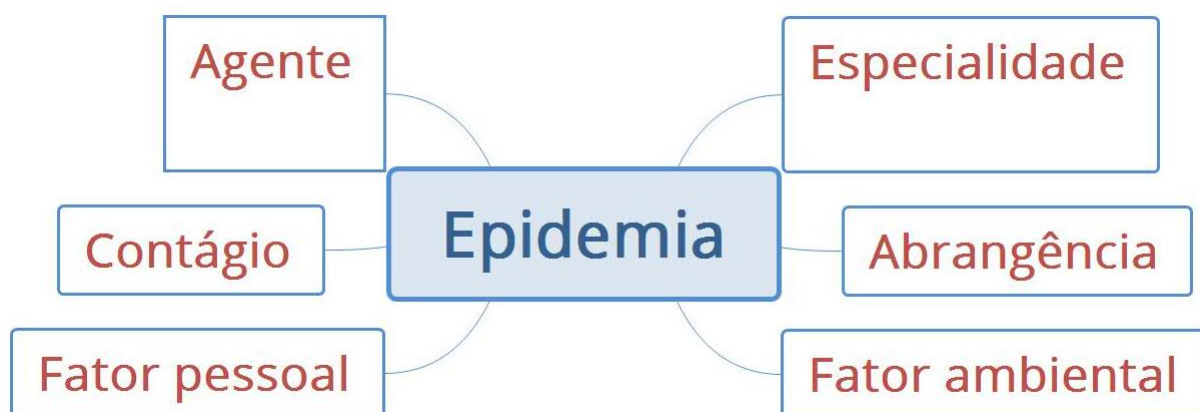 Agente
Especialidade
Epidemia
Contágio
Abrangência
Fator pessoal
Fator ambiental